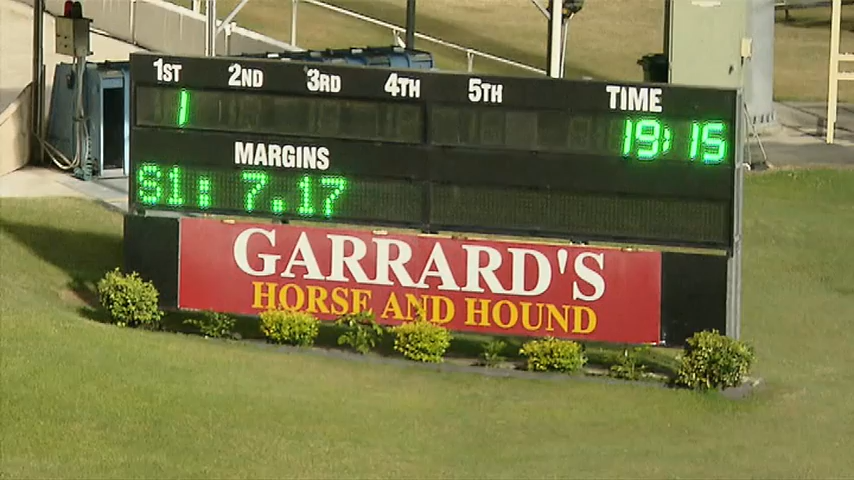 1ST 2ND 3RD 4TH 5TH TIME
1 19:15
MARGINS
S1: 7.17
GARRARD'S
HORSE AND HOUND